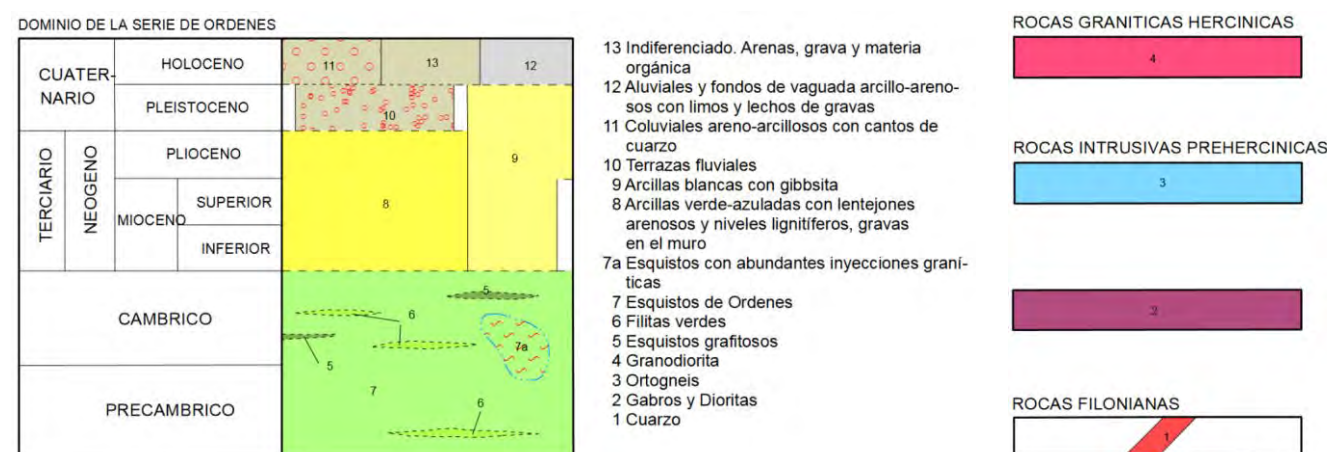 DOMINIO DE LA SERIE DE ORDENES
CUATER-
NARIO
HOLOCENO
PLEISTOCENO
TERCIARIO
NEOGENO
PLIOCENO
MIOCENO
SUPERIOR
INFERIOR
CAMBRICO
PRECAMBRICO
11
13
12
10
9
8
5
6
7a
5
7
6
13 Indiferenciado. Arenas, grava y materia
orgánica
12 Aluviales y fondos de vaguada arcillo-areno-
sos con limos y lechos de gravas
11 Coluviales areno-arcillosos con cantos de
cuarzo
10 Terrazas fluviales
9 Arcillas blancas con gibbsita
8 Arcillas verde-azuladas con lentejones
arenosos y niveles lignitíferos, gravas
en el muro
7a Esquistos con abundantes inyecciones graní-
ticas
7 Esquistos de Ordenes
6 Filitas verdes
5 Esquistos grafitosos
4 Granodiorita
3 Ortogneis
2 Gabros y Dioritas
1 Cuarzo
ROCAS GRANITICAS HERCINICAS
4
ROCAS INTRUSIVAS PREHERCINICAS
3
2
ROCAS FILONIANAS
1